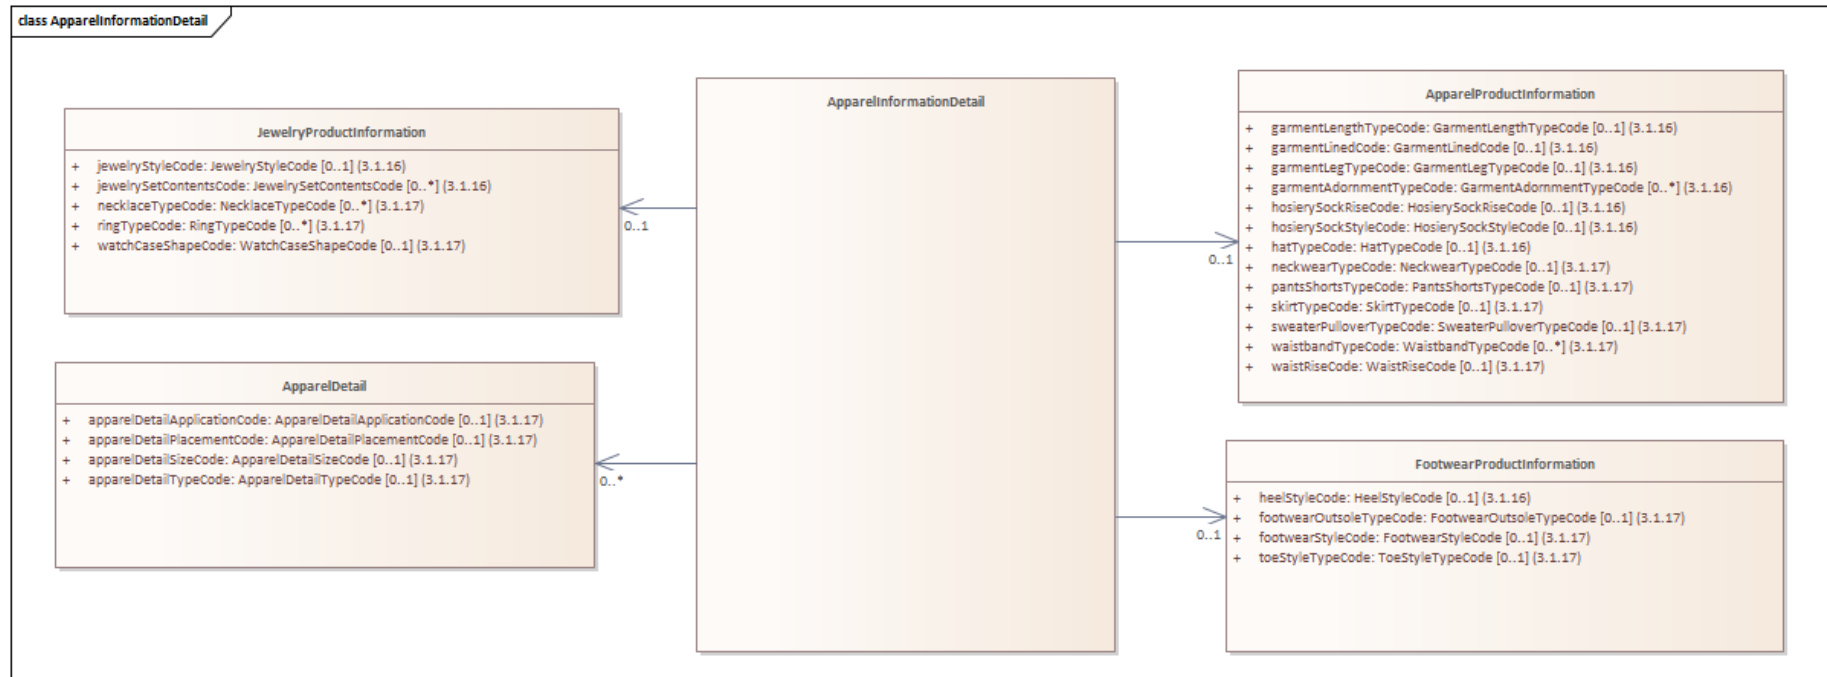 class ApparelInformationDetail
JewelryProductInformation
+ jewelryStyleCode: JewelryStyleCode [0..1] (3.1.16)
+ jewelrySetContentsCode: JewelrySetContentsCode [0..*] (3.1.16)
+ necklaceTypeCode: NecklaceTypeCode [0..*] (3.1.17)
+ ringTypeCode: RingTypeCode [0..*] (3.1.17)
+ watchCaseShapeCode: WatchCaseShapeCode [0..1] (3.1.17)
0..1
ApparelDetail
+ apparelDetailApplicationCode: ApparelDetailApplicationCode [0..1] (3.1.17)
+ apparelDetailPlacementCode: ApparelDetailPlacementCode [0..1] (3.1.17)
+ apparelDetailSizeCode: ApparelDetailSizeCode [0..1] (3.1.17)
+ apparelDetailTypeCode: ApparelDetailTypeCode [0..1] (3.1.17)
0..*
ApparelInformationDetail
ApparelProductInformation
+ garmentLengthTypeCode: GarmentLengthTypeCode [0..1] (3.1.16)
+ garmentLinedCode: GarmentLinedCode [0..1] (3.1.16)
+ garmentLegTypeCode: GarmentLegTypeCode [0..1] (3.1.16)
+ garmentAdornmentTypeCode: GarmentAdornmentTypeCode [0..*] (3.1.16)
+ hosierySockRiseCode: HosierySockRiseCode [0..1] (3.1.16)
+ hosierySockStyleCode: HosierySockStyleCode [0..1] (3.1.16)
+ hatTypeCode: HatTypeCode [0..1] (3.1.16)
+ neckwearTypeCode: NeckwearTypeCode [0..1] (3.1.17)
+ pantsShortsTypeCode: PantsShortsTypeCode [0..1] (3.1.17)
+ skirtTypeCode: SkirtTypeCode [0..1] (3.1.17)
+ sweaterPulloverTypeCode: SweaterPulloverTypeCode [0..1] (3.1.17)
+ waistbandTypeCode: WaistbandTypeCode [0..*] (3.1.17)
+ waistRiseCode: WaistRiseCode [0..1] (3.1.17)
0..1
FootwearProductInformation
+ heelStyleCode: HeelStyleCode [0..1] (3.1.16)
+ footwearOutsoleTypeCode: FootwearOutsoleTypeCode [0..1] (3.1.17)
+ footwearStyleCode: FootwearStyleCode [0..1] (3.1.17)
+ toeStyleTypeCode: ToeStyleTypeCode [0..1] (3.1.17)
0..1